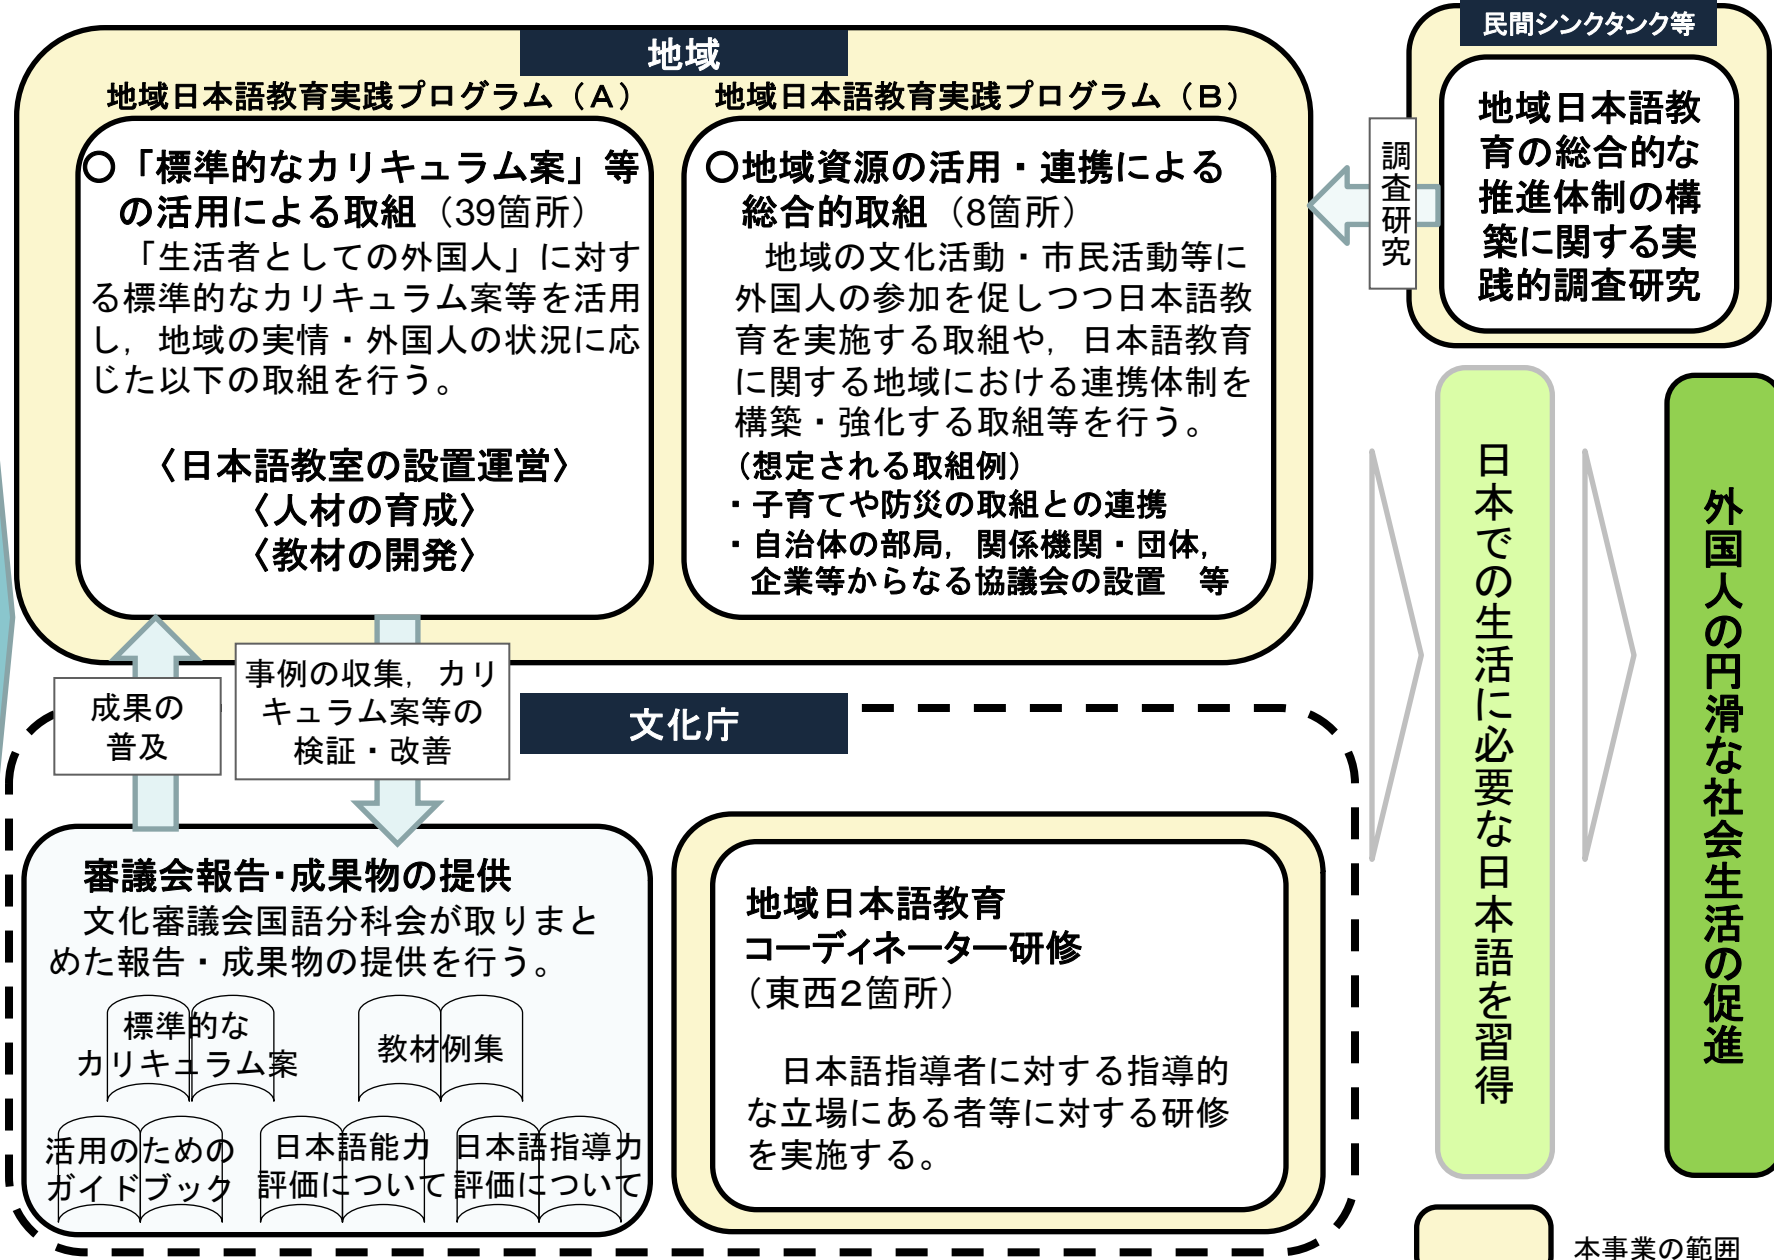 地域
地域日本語教育実践プログラム（Ａ）
○「標準的なカリキュラム案」等
の活用による取組（39箇所）
「生活者としての外国人」に対す
る標準的なカリキュラム案等を活用
し，地域の実情・外国人の状況に応
じた以下の取組を行う。
〈日本語教室の設置運営〉
〈人材の育成〉
〈教材の開発〉
地域日本語教育実践プログラム（Ｂ）
○地域資源の活用・連携による
総合的取組（8箇所）
地域の文化活動・市民活動等に
外国人の参加を促しつつ日本語教
育を実施する取組や，日本語教育
に関する地域における連携体制を
構築・強化する取組等を行う。
（想定される取組例）
・子育てや防災の取組との連携
・自治体の部局，関係機関・団体，
企業等からなる協議会の設置　等
民間シンクタンク等
地域日本語教
育の総合的な
推進体制の構
築に関する実
践的調査研究
調査研究
成果の
普及
事例の収集，カリ
キュラム案等の
検証・改善
文化庁
審議会報告・成果物の提供
文化審議会国語分科会が取りまと
めた報告・成果物の提供を行う。
標準的な
カリキュラム案
教材例集
活用のための
ガイドブック
日本語能力
評価について
日本語指導力
評価について
地域日本語教育
コーディネーター研修
（東西２箇所）
日本語指導者に対する指導的
な立場にある者等に対する研修
を実施する。
日本での生活に必要な日本語を習得
外国人の円滑な社会生活の促進
本事業の範囲